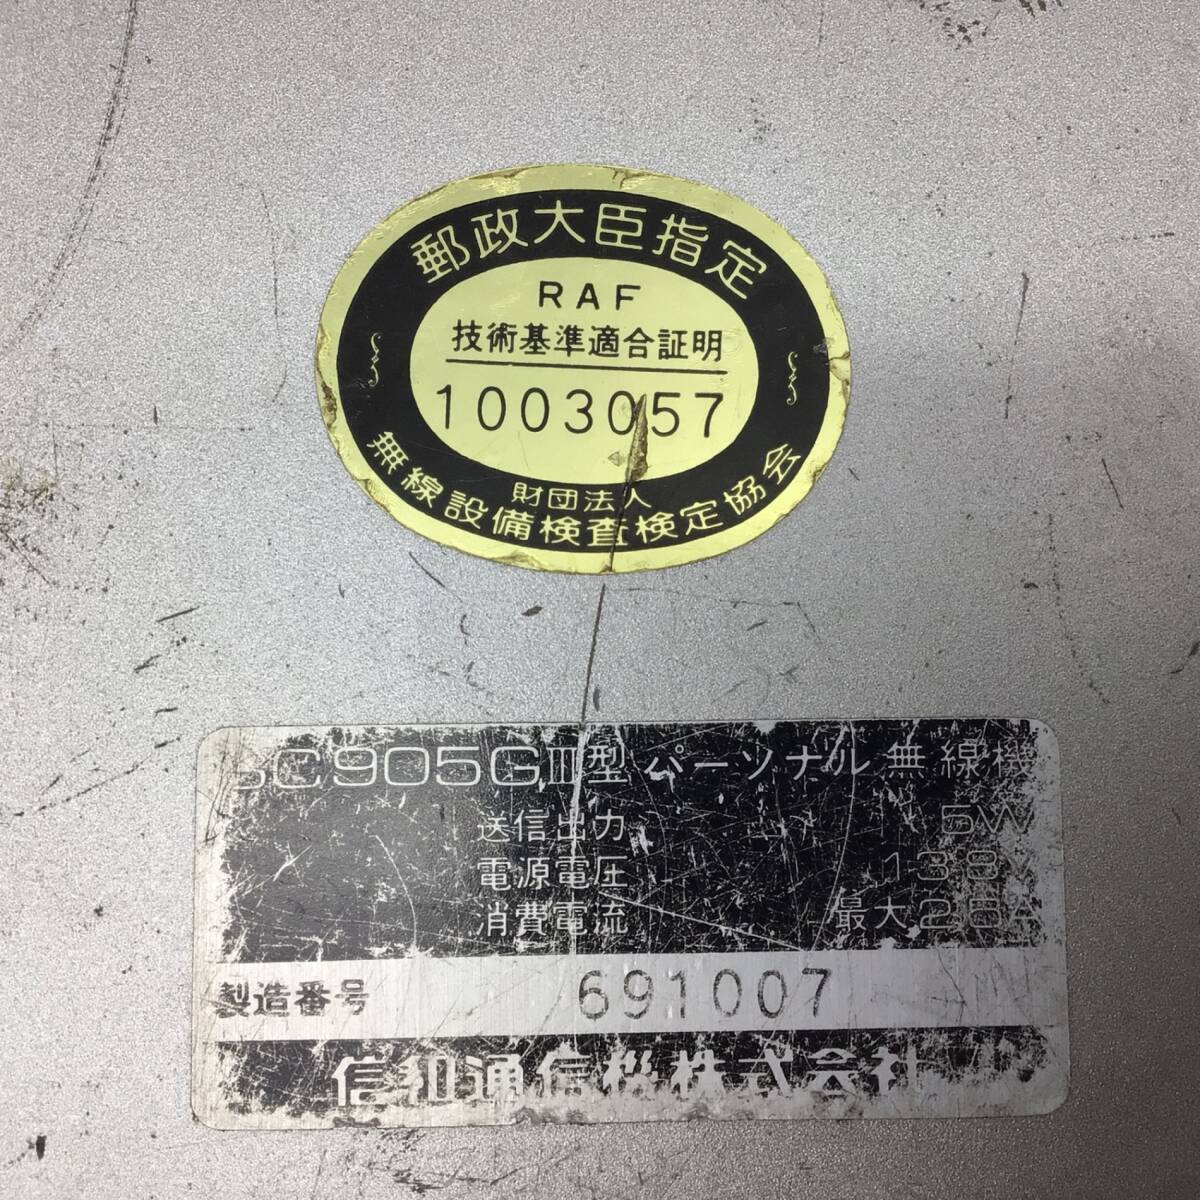 郵政大臣指定
RAF
技術基準適合証明
1003057
財団法人
無線設備検査検定協会
SC905GⅢ型 パーソナル無線機
送信出力 5W
電源電圧 13.8V
消費電流 最大2.5A
製造番号 691007
信和通信機株式会社